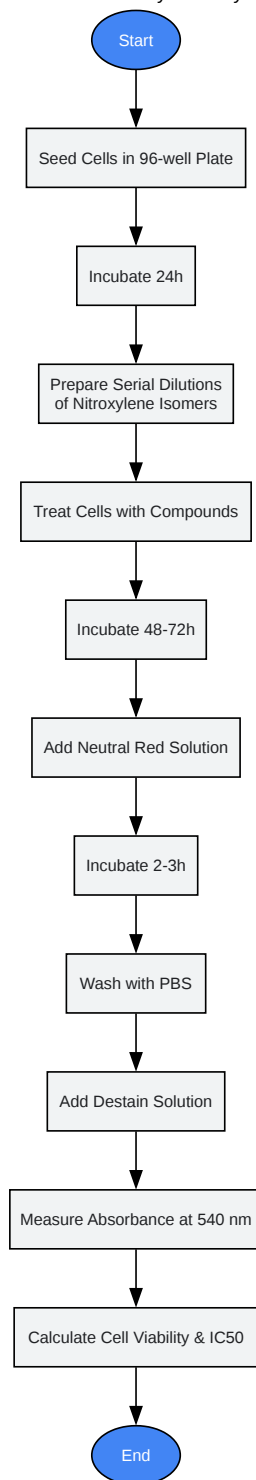 Start
Seed Cells in 96-well Plate
Incubate 24h
Prepare Serial Dilutions
of Nitroxylene Isomers
Treat Cells with Compounds
Incubate 48-72h
Add Neutral Red Solution
Incubate 2-3h
Wash with PBS
Add Destain Solution
Measure Absorbance at 540 nm
Calculate Cell Viability & IC50
End